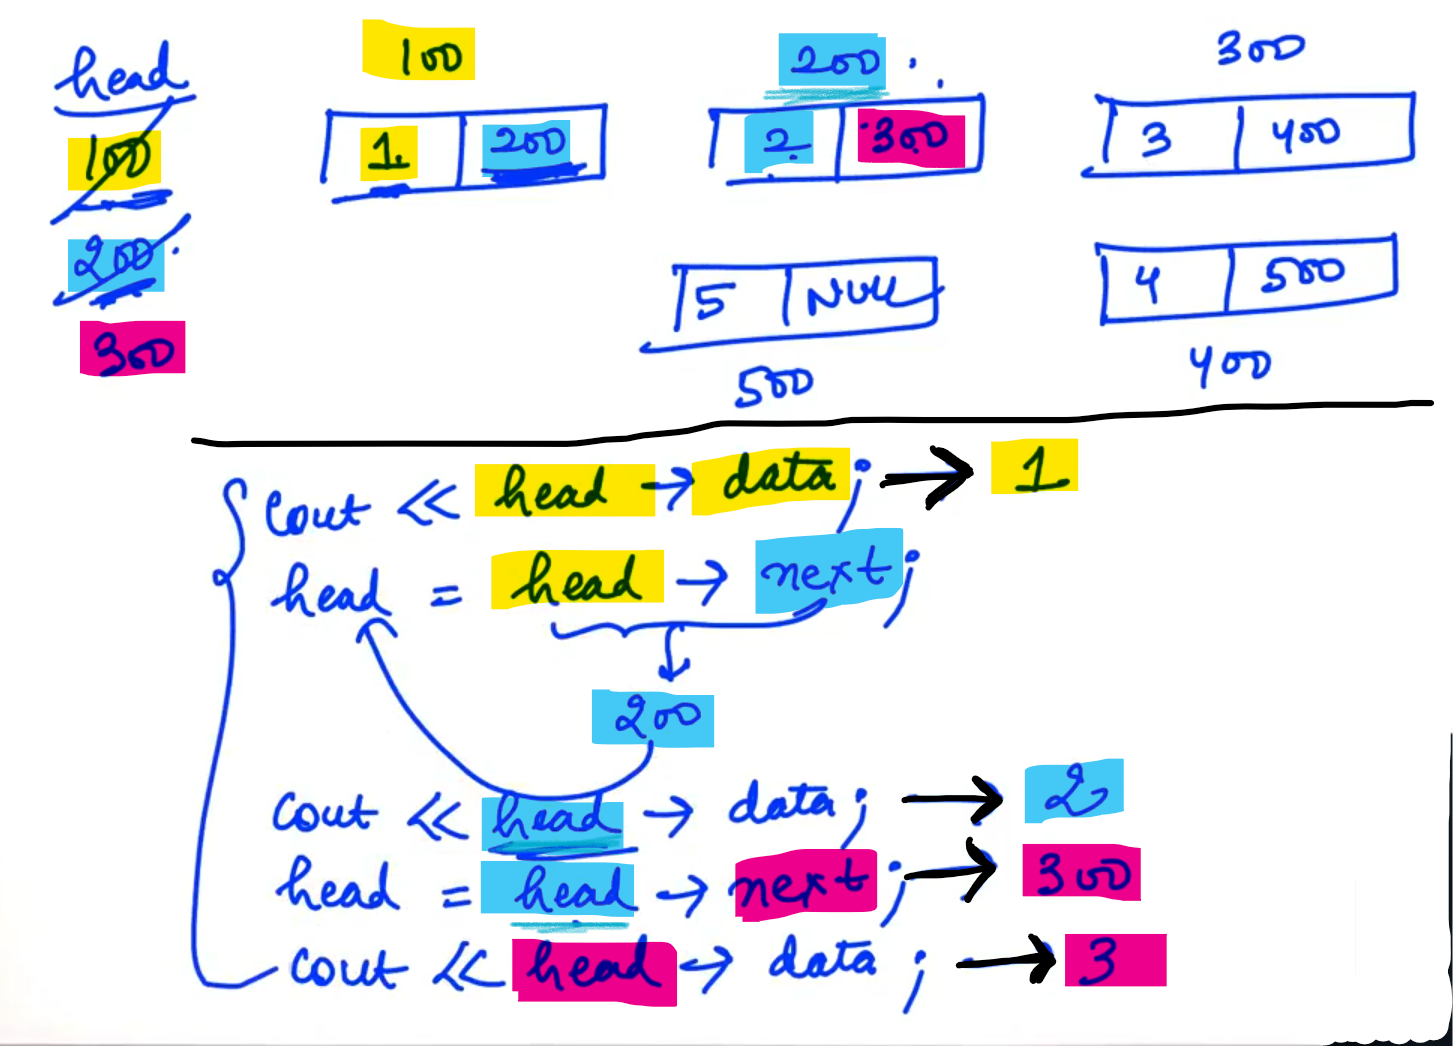 head
100
200
300
100
1. 200
200
2. 300
300
3 400
4 500
400
5 NULL
500
cout << head → data; → 1
head = head → next;
200
cout << head → data; → 2
head = head → next; → 300
cout << head → data; → 3